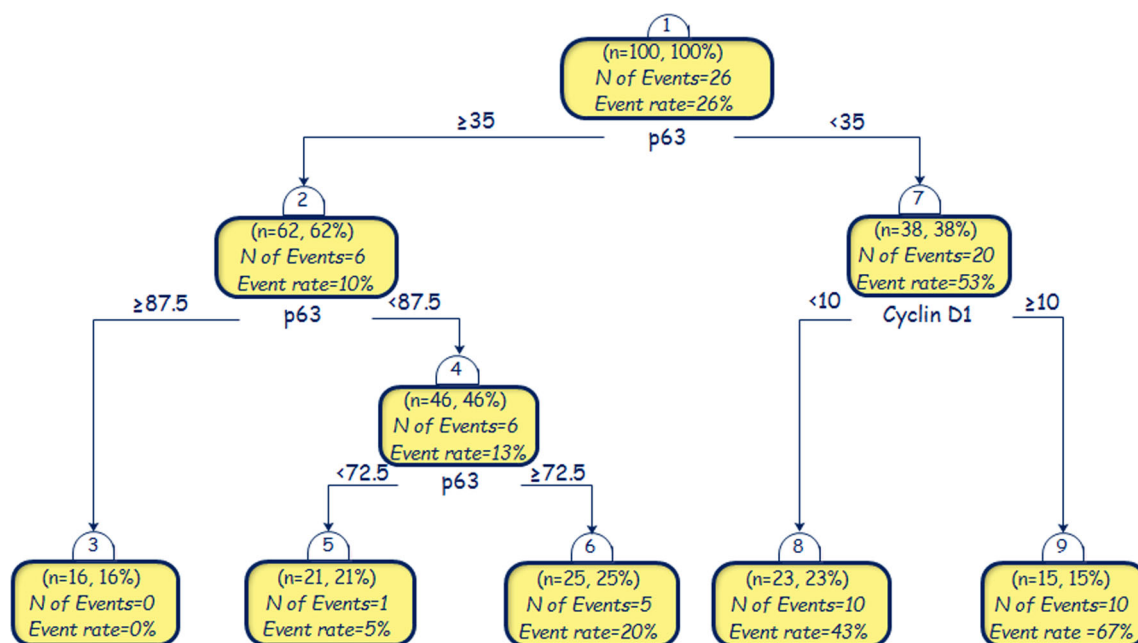 1
(n=100, 100%)
N of Events=26
Event rate=26%
≥35
p63
<35
2
(n=62, 62%)
N of Events=6
Event rate=10%
7
(n=38, 38%)
N of Events=20
Event rate=53%
≥87.5
p63
<87.5
<10
Cyclin D1
≥10
4
(n=46, 46%)
N of Events=6
Event rate=13%
<72.5
p63
≥72.5
3
(n=16, 16%)
N of Events=0
Event rate=0%
5
(n=21, 21%)
N of Events=1
Event rate=5%
6
(n=25, 25%)
N of Events=5
Event rate=20%
8
(n=23, 23%)
N of Events=10
Event rate=43%
9
(n=15, 15%)
N of Events=10
Event rate =67%